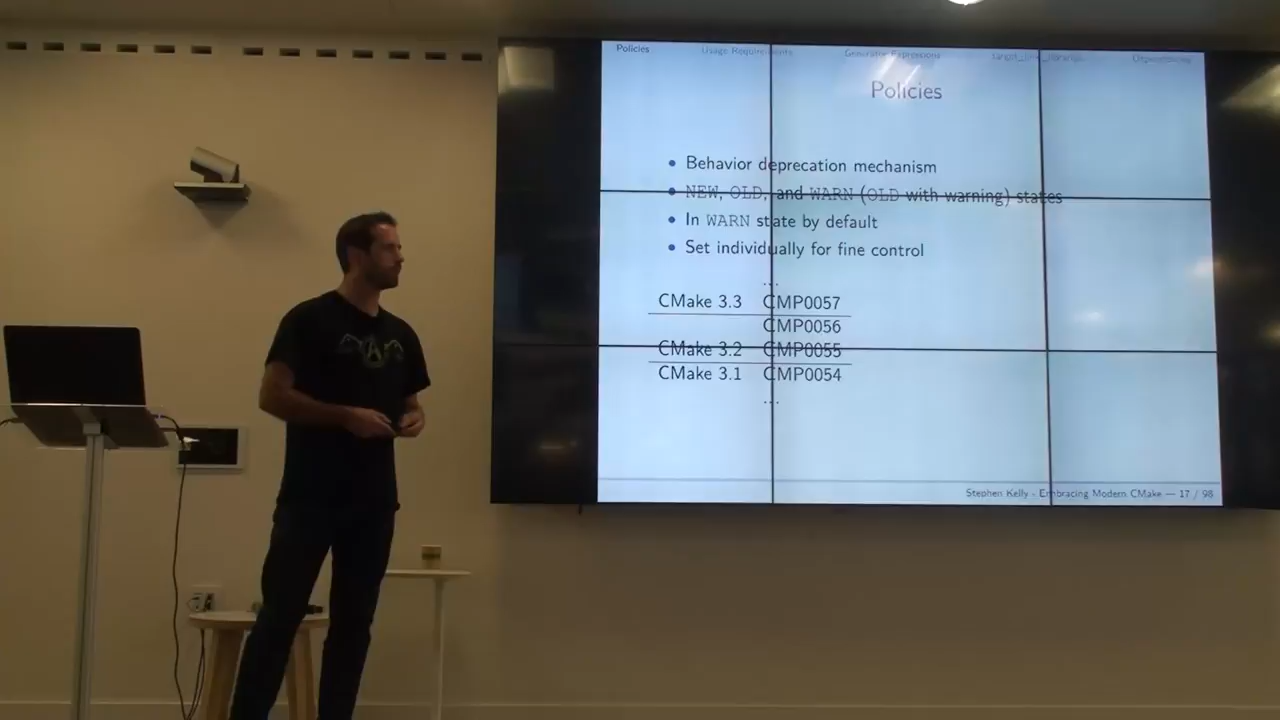 Policies Usage Requirements Generator Expressions target_link_libraries Dependencies
Policies
• Behavior deprecation mechanism
• NEW, OLD, and WARN (OLD with warning) states
• In WARN state by default
• Set individually for fine control
...
CMake 3.3 CMP0057
CMP0056
CMake 3.2 CMP0055
CMake 3.1 CMP0054
...
Stephen Kelly - Embracing Modern CMake — 17 / 98